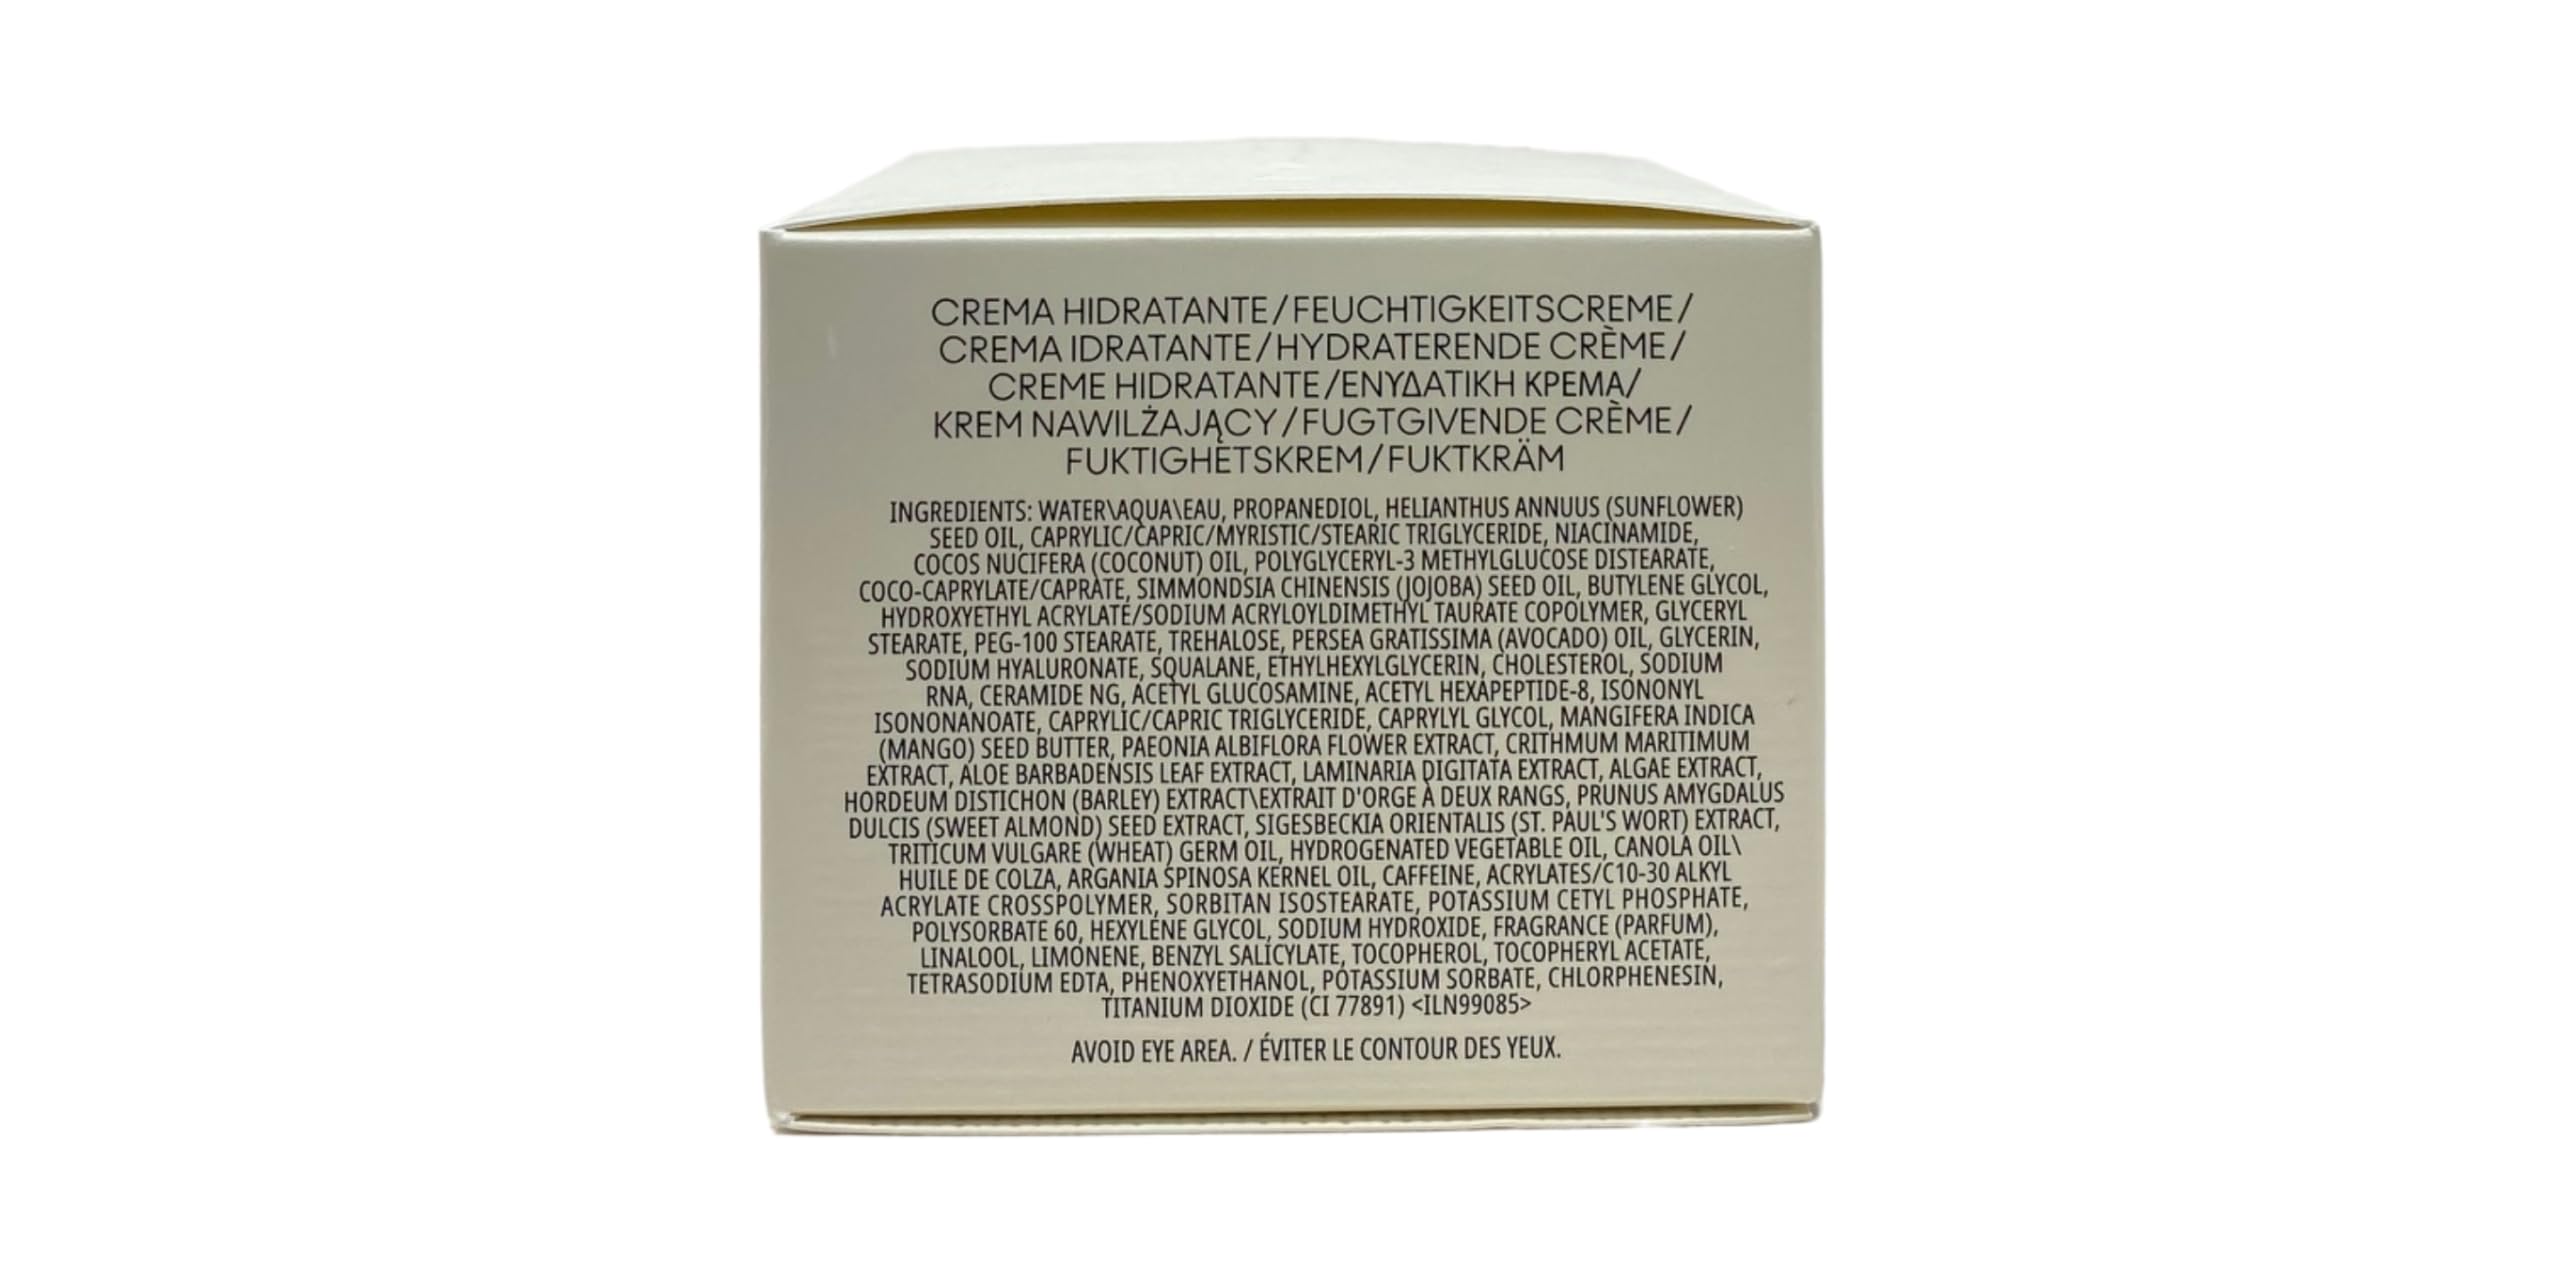 CREMA HIDRATANTE/FEUCHTIGKEITSCREME/
CREMA IDRATANTE/HYDRATERENDE CRÈME/
CREME HIDRATANTE/ΕΝΥΔΑΤΙΚΗ ΚΡΕΜΑ/
KREM NAWILŻAJĄCY/FUGTGIVENDE CRÈME/
FUKTIGHETSKREM/FUKTKRÄM
INGREDIENTS: WATER\AQUA\EAU, PROPANEDIOL, HELIANTHUS ANNUUS (SUNFLOWER)
SEED OIL, CAPRYLIC/CAPRIC/MYRISTIC/STEARIC TRIGLYCERIDE, NIACINAMIDE,
COCOS NUCIFERA (COCONUT) OIL, POLYGLYCERYL-3 METHYLGLUCOSE DISTEARATE,
COCO-CAPRYLATE/CAPRATE, SIMMONDSIA CHINENSIS (JOJOBA) SEED OIL, BUTYLENE GLYCOL,
HYDROXYETHYL ACRYLATE/SODIUM ACRYLOYLDIMETHYL TAURATE COPOLYMER, GLYCERYL
STEARATE, PEG-100 STEARATE, TREHALOSE, PERSEA GRATISSIMA (AVOCADO) OIL, GLYCERIN,
SODIUM HYALURONATE, SQUALANE, ETHYLHEXYLGLYCERIN, CHOLESTEROL, SODIUM
RNA, CERAMIDE NG, ACETYL GLUCOSAMINE, ACETYL HEXAPEPTIDE-8, ISONONYL
ISONONANOATE, CAPRYLIC/CAPRIC TRIGLYCERIDE, CAPRYLYL GLYCOL, MANGIFERA INDICA
(MANGO) SEED BUTTER, PAEONIA ALBIFLORA FLOWER EXTRACT, CRITHMUM MARITIMUM
EXTRACT, ALOE BARBADENSIS LEAF EXTRACT, LAMINARIA DIGITATA EXTRACT, ALGAE EXTRACT,
HORDEUM DISTICHON (BARLEY) EXTRACT\EXTRAIT D'ORGE À DEUX RANGS, PRUNUS AMYGDALUS
DULCIS (SWEET ALMOND) SEED EXTRACT, SIGESBECKIA ORIENTALIS (ST. PAUL'S WORT) EXTRACT,
TRITICUM VULGARE (WHEAT) GERM OIL, HYDROGENATED VEGETABLE OIL, CANOLA OIL\
HUILE DE COLZA, ARGANIA SPINOSA KERNEL OIL, CAFFEINE, ACRYLATES/C10-30 ALKYL
ACRYLATE CROSSPOLYMER, SORBITAN ISOSTEARATE, POTASSIUM CETYL PHOSPHATE,
POLYSORBATE 60, HEXYLENE GLYCOL, SODIUM HYDROXIDE, FRAGRANCE (PARFUM),
LINALOOL, LIMONENE, BENZYL SALICYLATE, TOCOPHEROL, TOCOPHERYL ACETATE,
TETRASODIUM EDTA, PHENOXYETHANOL, POTASSIUM SORBATE, CHLORPHENESIN,
TITANIUM DIOXIDE (CI 77891) <ILN99085>
AVOID EYE AREA. / ÉVITER LE CONTOUR DES YEUX.